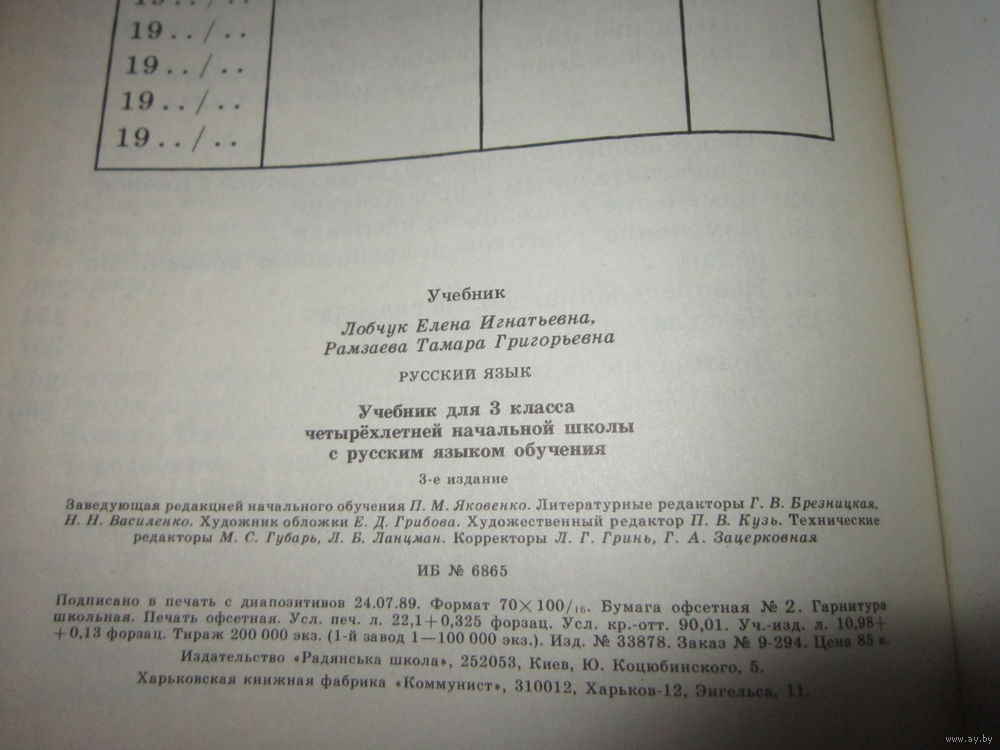 19../..
19../..
19../..
19../..
19../..
Учебник
Лобчук Елена Игнатьевна,
Рамзаева Тамара Григорьевна
РУССКИЙ ЯЗЫК
Учебник для 3 класса
четырёхлетней начальной школы
с русским языком обучения
3-е издание
Заведующая редакцией начального обучения П. М. Яковенко. Литературные редакторы Г. В. Брезницкая,
Н. Н. Василенко. Художник обложки Е. Д. Грибова. Художественный редактор П. В. Кузь. Технические
редакторы М. С. Губарь, Л. Б. Ланцман. Корректоры Л. Г. Гринь, Г. А. Зацерковная
ИБ № 6865
Подписано в печать с диапозитивов 24.07.89. Формат 70×100/16. Бумага офсетная № 2. Гарнитура
школьная. Печать офсетная. Усл. печ. л. 22,1+0,325 форзац. Усл. кр.-отт. 90,01. Уч.-изд. л. 10,98+
+0,13 форзац. Тираж 200 000 экз. (1-й завод 1—100 000 экз.). Изд. № 33878. Заказ № 9-294. Цена 85 к.
Издательство «Радянська школа», 252053, Киев, Ю. Коцюбинского, 5.
Харьковская книжная фабрика «Коммунист», 310012, Харьков-12, Энгельса, 11.
www.ay.by